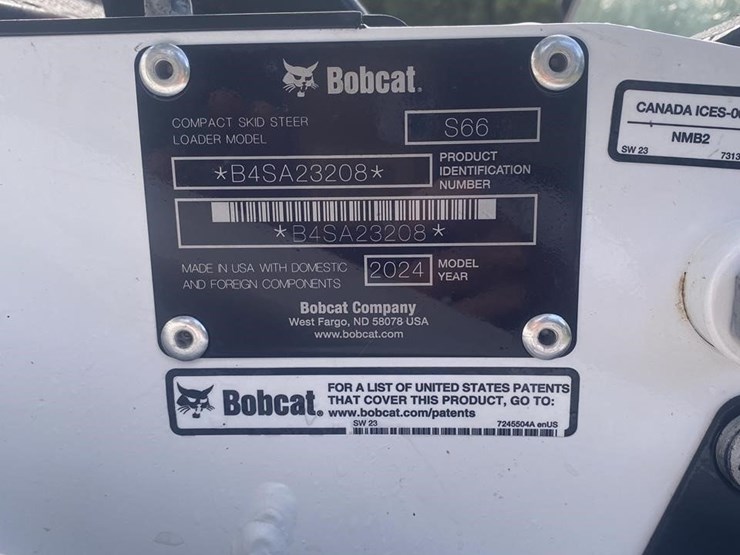 Bobcat.
COMPACT SKID STEER
LOADER MODEL
S66
*B4SA23208*
PRODUCT
IDENTIFICATION
NUMBER
*B4SA23208*
MADE IN USA WITH DOMESTIC
AND FOREIGN COMPONENTS
2024
MODEL
YEAR
Bobcat Company
West Fargo, ND 58078 USA
www.bobcat.com
Bobcat.
FOR A LIST OF UNITED STATES PATENTS
THAT COVER THIS PRODUCT, GO TO:
www.bobcat.com/patents
SW 23
7245504A enUS
CANADA ICES-0
NMB2
SW 23
7313